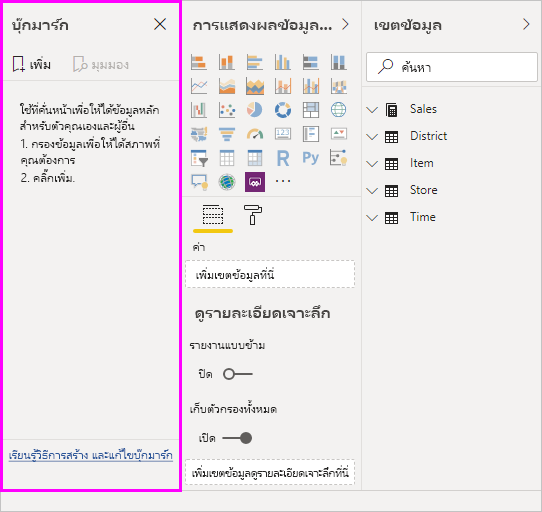 บุ๊กมาร์ก
เพิ่ม
มุมมอง
ใช้ที่คั่นหน้าเพื่อให้ได้ข้อมูลหลัก
สำหรับตัวคุณเองและผู้อื่น
1. กรองข้อมูลเพื่อให้ได้สภาพที่
คุณต้องการ
2. คลิ๊กเพิ่ม.
เรียนรู้วิธีการสร้าง และแก้ไขบุ๊กมาร์ก
การแสดงผลข้อมูล...
123
R
Py
...
ค่า
เพิ่มเขตข้อมูลที่นี่
ดูรายละเอียดเจาะลึก
รายงานแบบข้าม
ปิด
เก็บตัวกรองทั้งหมด
เปิด
เพิ่มเขตข้อมูลดูรายละเอียดเจาะลึกที่นี่
เขตข้อมูล
ค้นหา
Sales
District
Item
Store
Time